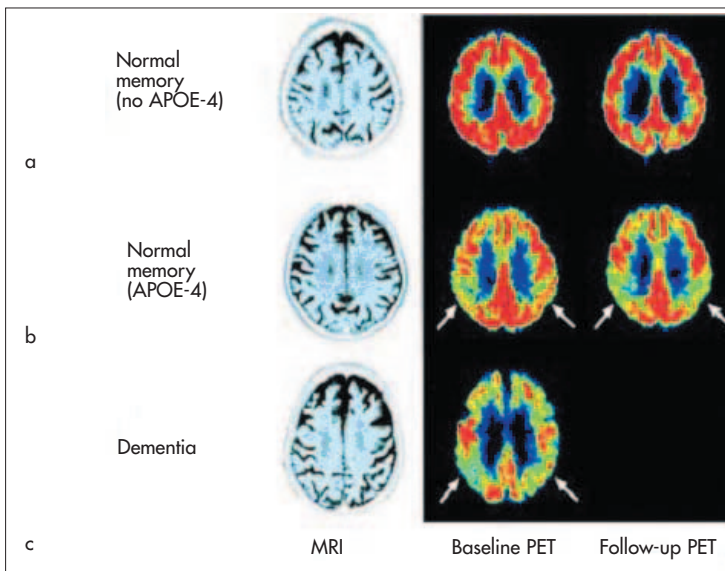 Normal
memory
(no APOE-4)
a
Normal
memory
(APOE-4)
b
Dementia
c MRI Baseline PET Follow-up PET